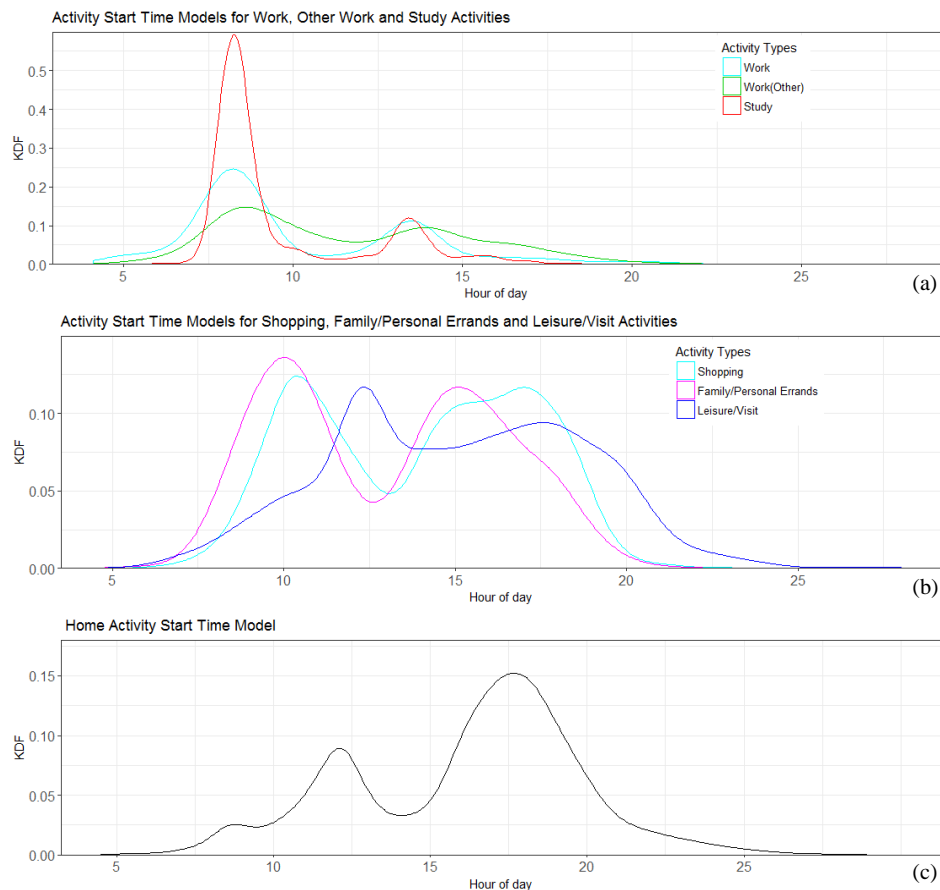 Activity Start Time Models for Work, Other Work and Study Activities
Activity Types
Work
Work(Other)
Study
KDF
0.5
0.4
0.3
0.2
0.1
0.0
5 10 15 20 25
Hour of day
(a)
Activity Start Time Models for Shopping, Family/Personal Errands and Leisure/Visit Activities
Activity Types
Shopping
Family/Personal Errands
Leisure/Visit
KDF
0.10
0.05
0.00
5 10 15 20 25
Hour of day
(b)
Home Activity Start Time Model
KDF
0.15
0.10
0.05
0.00
5 10 15 20 25
Hour of day
(c)